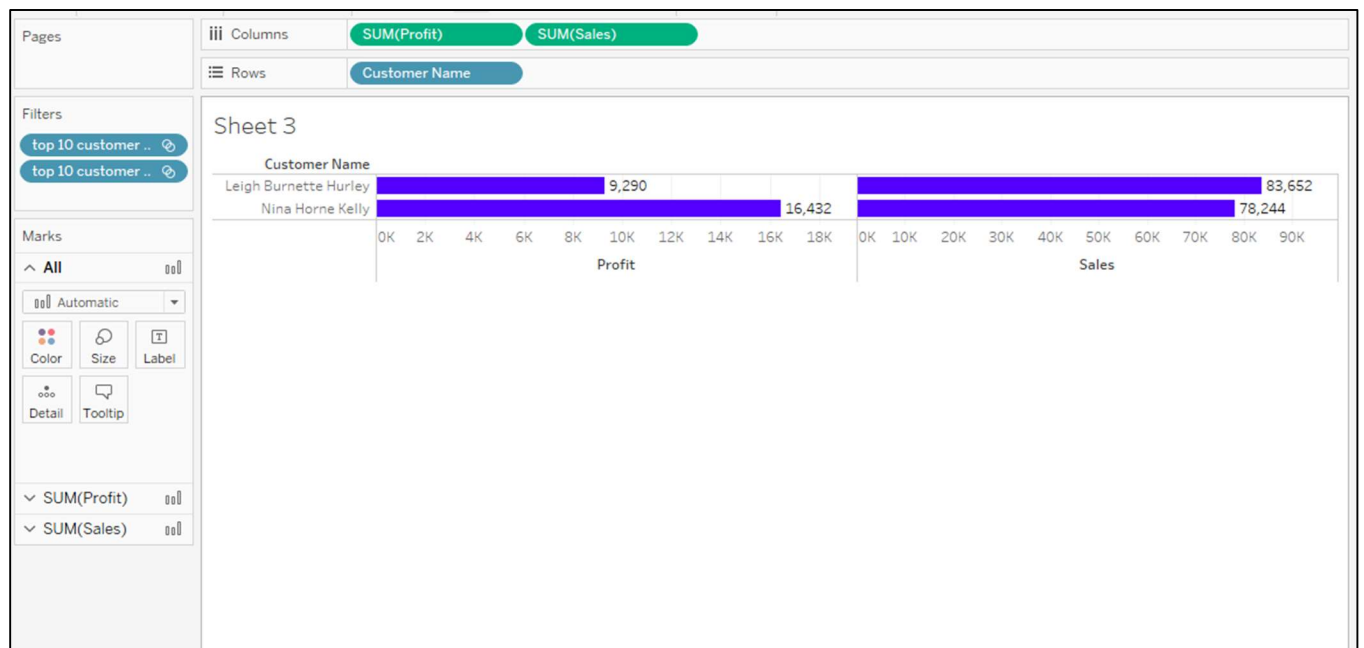 Pages
iii Columns SUM(Profit) SUM(Sales)
Rows Customer Name
Filters
top 10 customer ..
top 10 customer ..
Sheet 3
Customer Name
Leigh Burnette Hurley 9,290 83,652
Nina Horne Kelly 16,432 78,244
0K 2K 4K 6K 8K 10K 12K 14K 16K 18K 0K 10K 20K 30K 40K 50K 60K 70K 80K 90K
Profit Sales
Marks
All
Automatic
Color Size T Label
Detail Tooltip
SUM(Profit)
SUM(Sales)